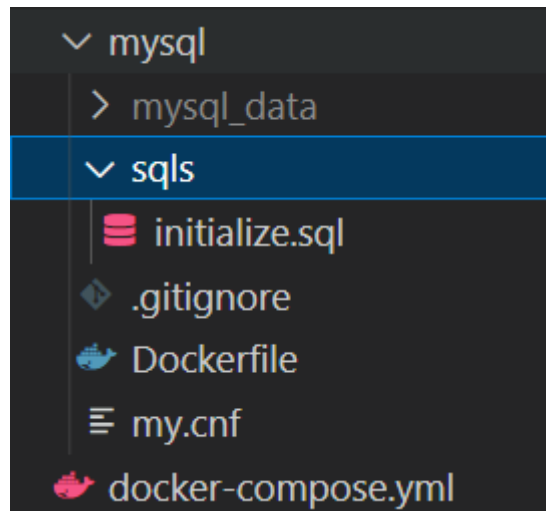 mysql
mysql_data
sqls
initialize.sql
.gitignore
Dockerfile
my.cnf
docker-compose.yml